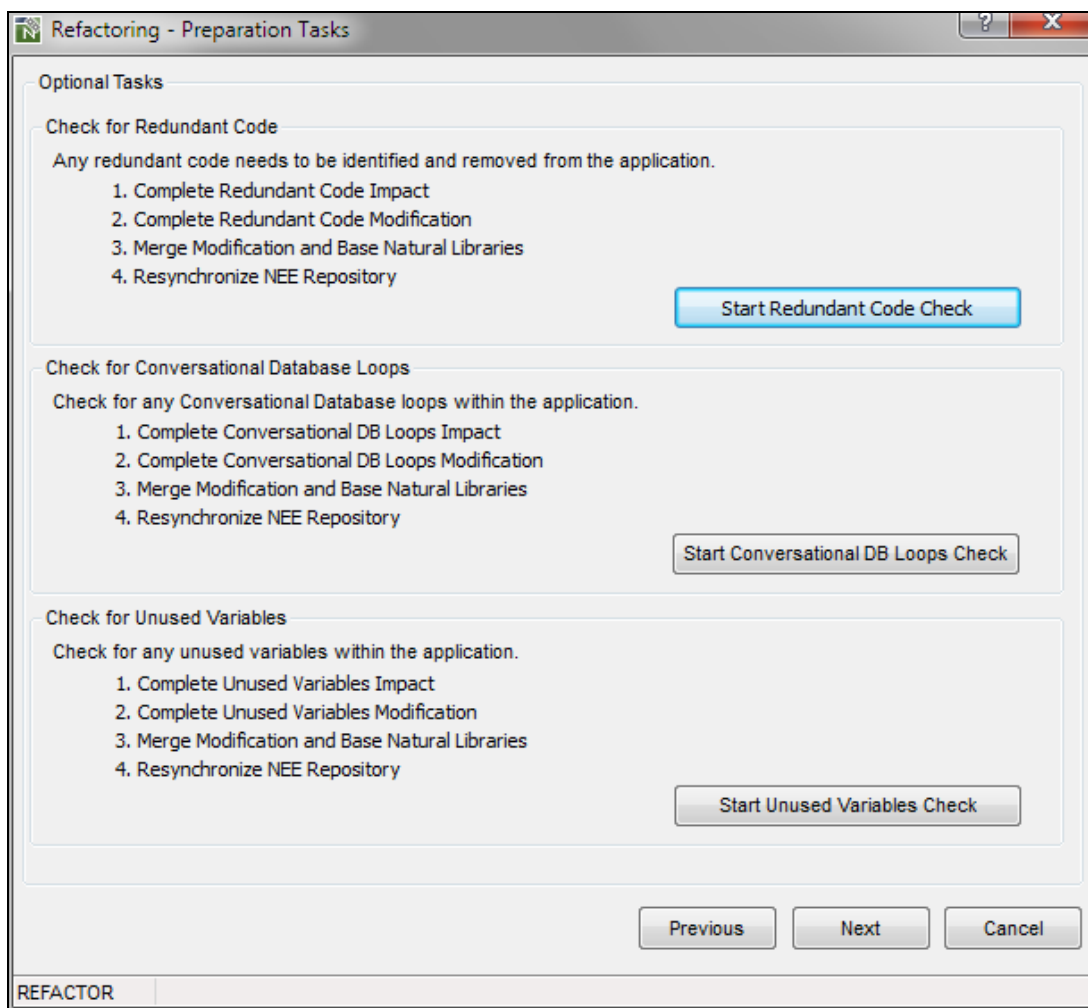 Refactoring - Preparation Tasks
Optional Tasks
Check for Redundant Code
Any redundant code needs to be identified and removed from the application.
1. Complete Redundant Code Impact
2. Complete Redundant Code Modification
3. Merge Modification and Base Natural Libraries
4. Resynchronize NEE Repository
Start Redundant Code Check
Check for Conversational Database Loops
Check for any Conversational Database loops within the application.
1. Complete Conversational DB Loops Impact
2. Complete Conversational DB Loops Modification
3. Merge Modification and Base Natural Libraries
4. Resynchronize NEE Repository
Start Conversational DB Loops Check
Check for Unused Variables
Check for any unused variables within the application.
1. Complete Unused Variables Impact
2. Complete Unused Variables Modification
3. Merge Modification and Base Natural Libraries
4. Resynchronize NEE Repository
Start Unused Variables Check
Previous Next Cancel
REFACTOR